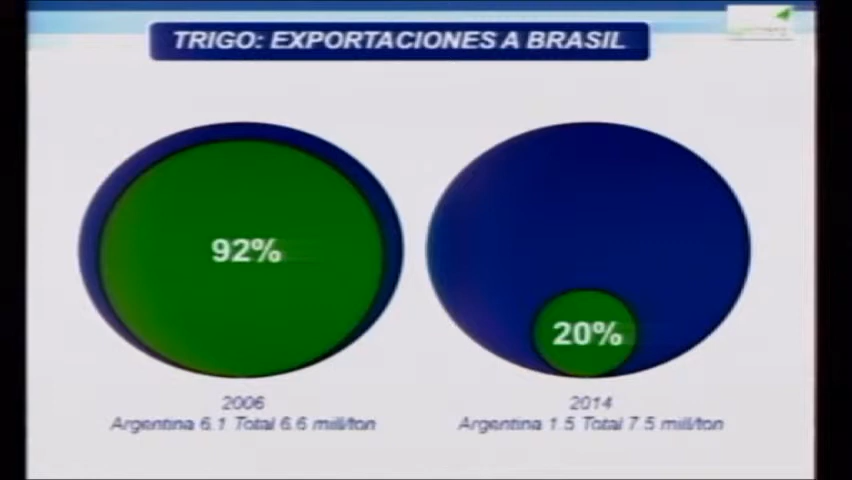 TRIGO: EXPORTACIONES A BRASIL
92%
20%
2006
Argentina 6.1 Total 6.6 mill/ton
2014
Argentina 1.5 Total 7.5 mill/ton